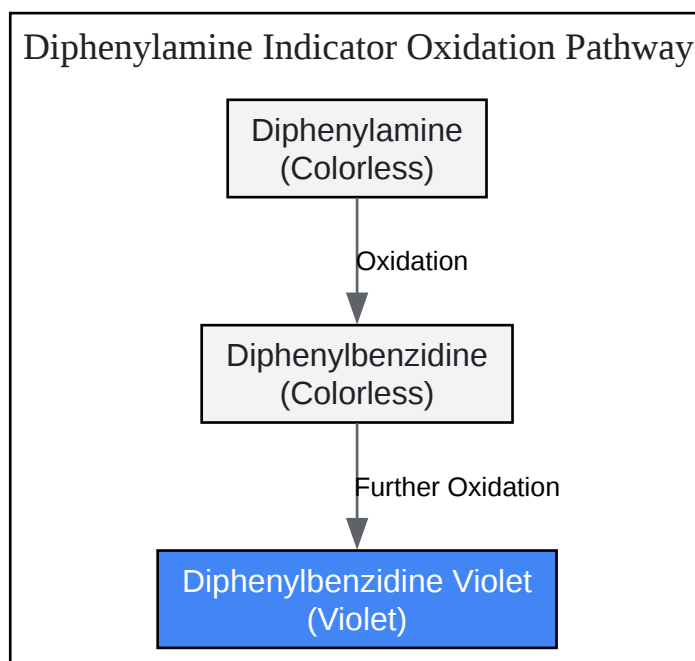 Diphenylamine Indicator Oxidation Pathway
Diphenylamine
(Colorless)
Oxidation
Diphenylbenzidine
(Colorless)
Further Oxidation
Diphenylbenzidine Violet
(Violet)